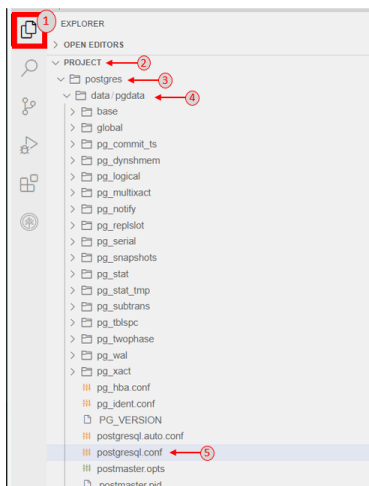 1 EXPLORER
OPEN EDITORS
PROJECT 2
postgres 3
data/pgdata 4
base
global
pg_commit_ts
pg_dynshmem
pg_logical
pg_multixact
pg_notify
pg_replslot
pg_serial
pg_snapshots
pg_stat
pg_stat_tmp
pg_subtrans
pg_tblspc
pg_twophase
pg_wal
pg_xact
pg_hba.conf
pg_ident.conf
PG_VERSION
postgresql.auto.conf
postgresql.conf 5
postmaster.opts
postmaster.pid